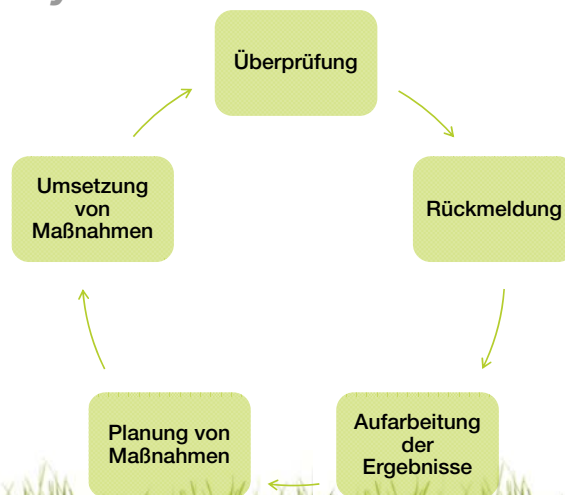 Überprüfung
Rückmeldung
Aufarbeitung
der
Ergebnisse
Planung von
Maßnahmen
Umsetzung
von
Maßnahmen